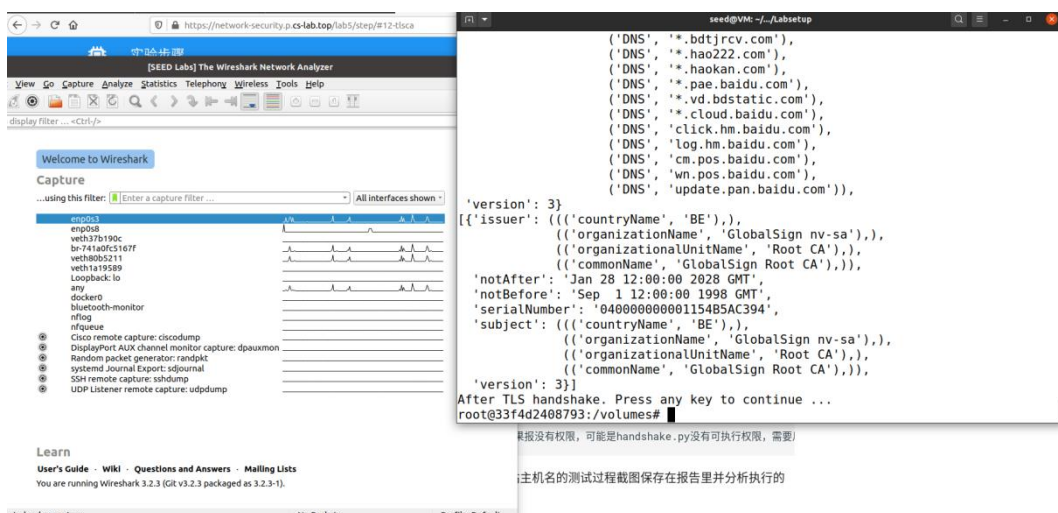 https://network-security.p.cs-lab.top/lab5/step/#12-tlsca
实验步骤
[SEED Labs] The Wireshark Network Analyzer
View Go Capture Analyze Statistics Telephony Wireless Tools Help
display filter ... <Ctrl-/>
Welcome to Wireshark
Capture
...using this filter: Enter a capture filter ... All interfaces shown
enp0s3
enp0s8
veth37b190c
br-741a0fc5167f
veth80b5211
veth1a19589
Loopback: lo
any
docker0
bluetooth-monitor
nflog
nfqueue
Cisco remote capture: ciscodump
DisplayPort AUX channel monitor capture: dpauxmon
Random packet generator: randpkt
systemd Journal Export: sdjournal
SSH remote capture: sshdump
UDP Listener remote capture: udpdump
Learn
User's Guide · Wiki · Questions and Answers · Mailing Lists
You are running Wireshark 3.2.3 (Git v3.2.3 packaged as 3.2.3-1).
seed@VM: ~/.../Labsetup
('DNS', '*.bdtjrcv.com'),
('DNS', '*.hao222.com'),
('DNS', '*.haokan.com'),
('DNS', '*.pae.baidu.com'),
('DNS', '*.vd.bdstatic.com'),
('DNS', '*.cloud.baidu.com'),
('DNS', 'click.hm.baidu.com'),
('DNS', 'log.hm.baidu.com'),
('DNS', 'cm.pos.baidu.com'),
('DNS', 'wn.pos.baidu.com'),
('DNS', 'update.pan.baidu.com')),
'version': 3}
[{'issuer': ((('countryName', 'BE'),),
(('organizationName', 'GlobalSign nv-sa'),),
(('organizationalUnitName', 'Root CA'),),
(('commonName', 'GlobalSign Root CA'),)),
'notAfter': 'Jan 28 12:00:00 2028 GMT',
'notBefore': 'Sep  1 12:00:00 1998 GMT',
'serialNumber': '040000000001154B5AC394',
'subject': ((('countryName', 'BE'),),
(('organizationName', 'GlobalSign nv-sa'),),
(('organizationalUnitName', 'Root CA'),),
(('commonName', 'GlobalSign Root CA'),)),
'version': 3}]
After TLS handshake. Press any key to continue ...
root@33f4d2408793:/volumes#
果报没有权限，可能是handshake.py没有可执行权限，需要
主机名的测试过程截图保存在报告里并分析执行的